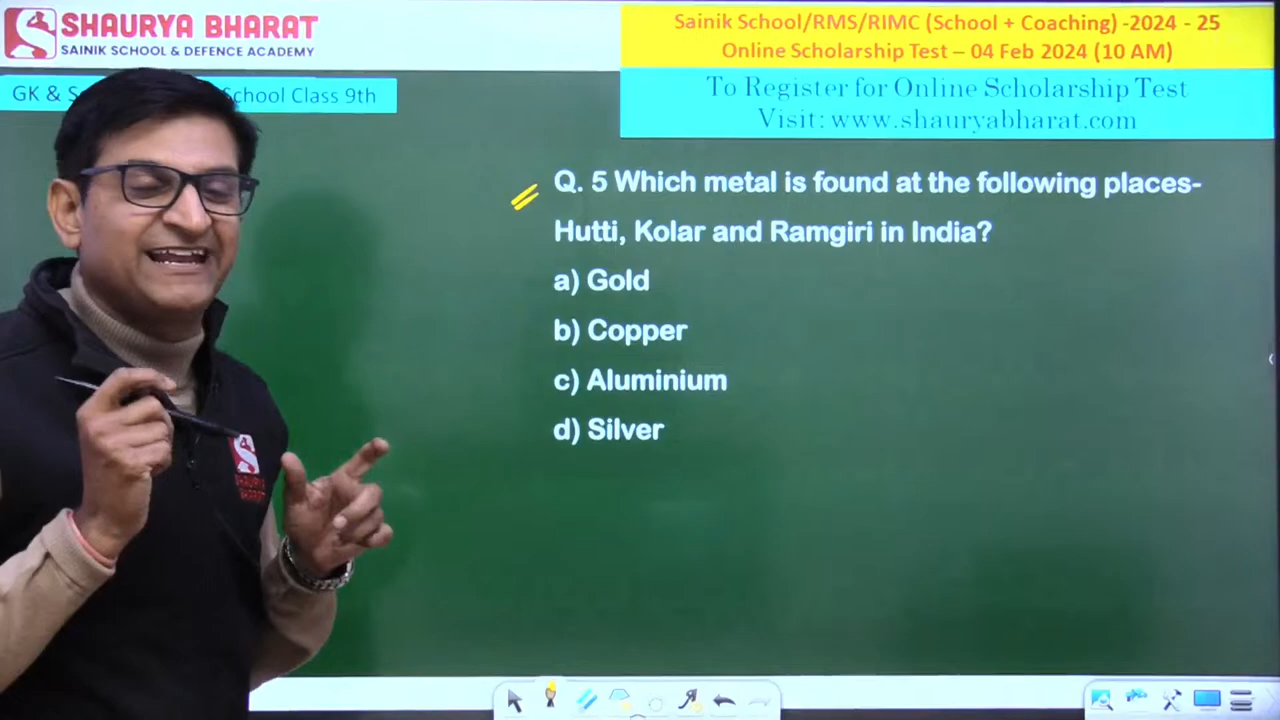 SHAURYA BHARAT
SAINIK SCHOOL & DEFENCE ACADEMY
Sainik School/RMS/RIMC (School + Coaching) -2024 - 25
Online Scholarship Test – 04 Feb 2024 (10 AM)
To Register for Online Scholarship Test
Visit: www.shauryabharat.com
GK & School Class 9th
Q. 5 Which metal is found at the following places-
Hutti, Kolar and Ramgiri in India?
a) Gold
b) Copper
c) Aluminium
d) Silver
SHAURYA
BHARAT